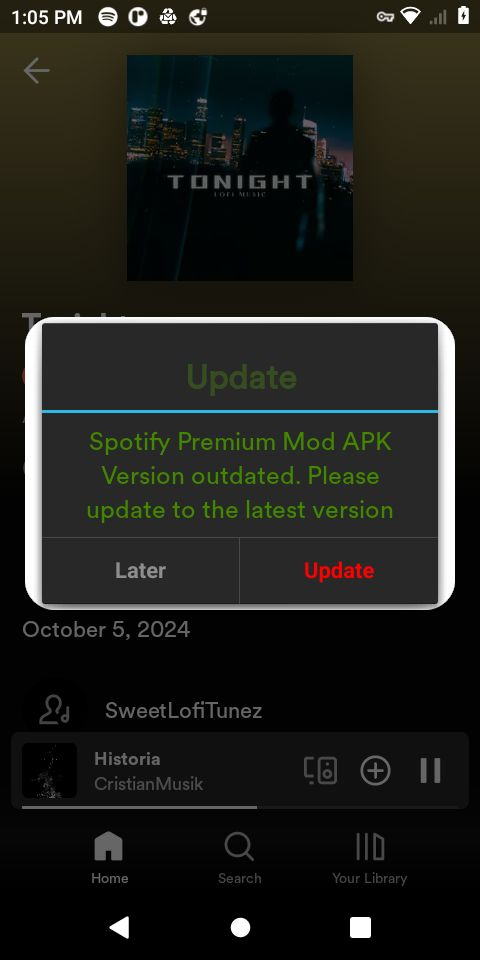 1:05 PM
TONIGHT
LOFI MUSIC
Update
Spotify Premium Mod APK
Version outdated. Please
update to the latest version
Later
Update
October 5, 2024
SweetLofiTunez
Historia
CristianMusik
Home
Search
Your Library